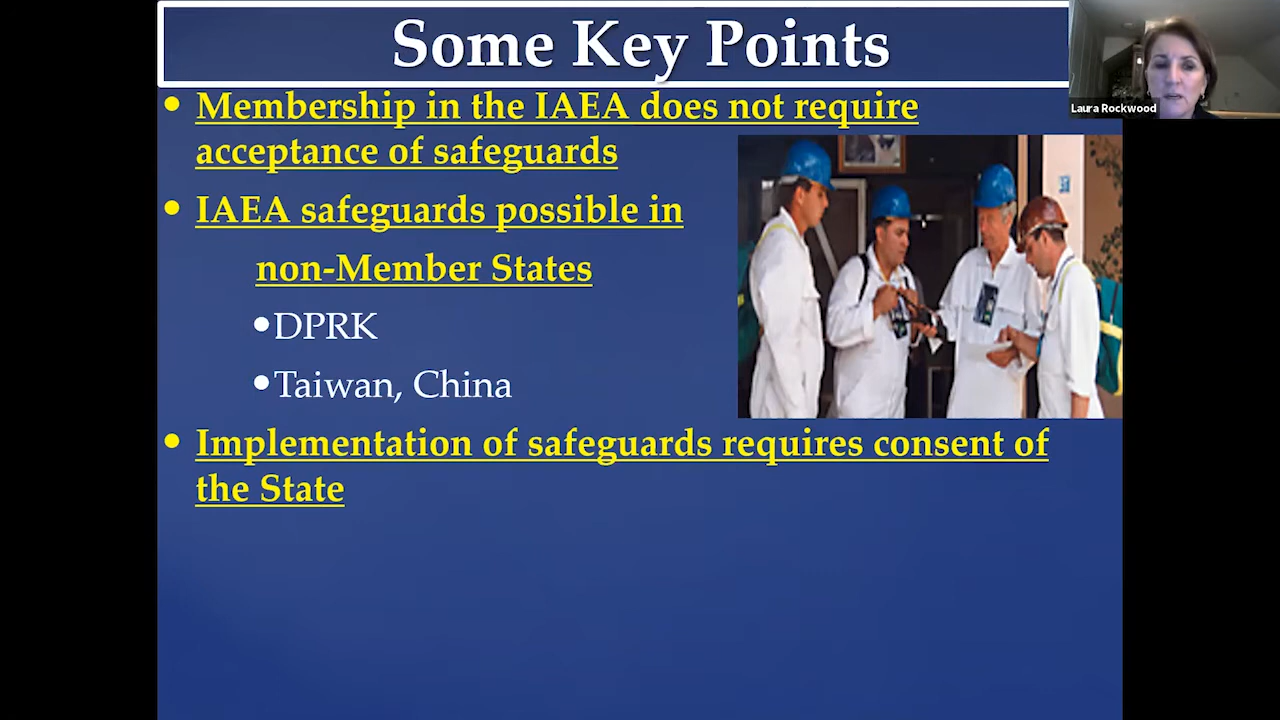 Some Key Points
Laura Rockwood
• Membership in the IAEA does not require
acceptance of safeguards
• IAEA safeguards possible in
non-Member States
•DPRK
•Taiwan, China
• Implementation of safeguards requires consent of
the State